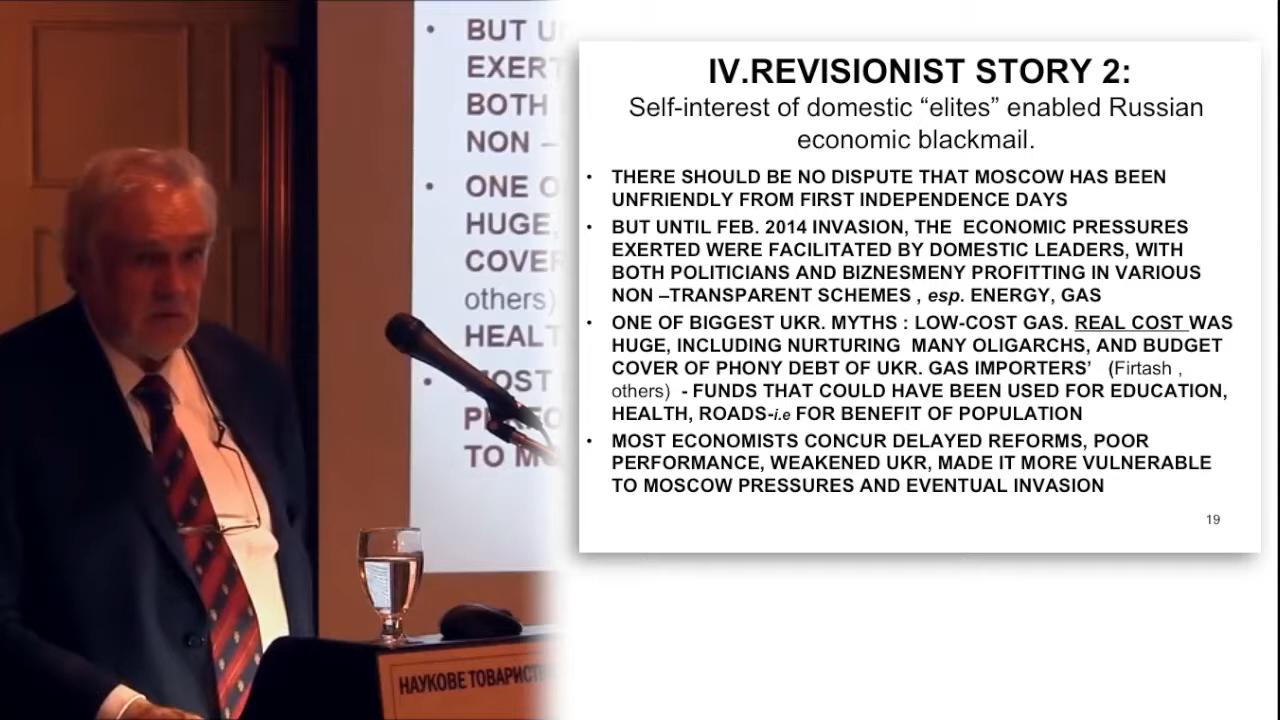 • BUT U
EXERT
BOTH
NON –
• ONE O
HUGE,
COVER
others)
HEALT
• MOST
TO M
НАУКОВЕ
IV.REVISIONIST STORY 2:
Self-interest of domestic “elites” enabled Russian
economic blackmail.
• THERE SHOULD BE NO DISPUTE THAT MOSCOW HAS BEEN
UNFRIENDLY FROM FIRST INDEPENDENCE DAYS
• BUT UNTIL FEB. 2014 INVASION, THE ECONOMIC PRESSURES
EXERTED WERE FACILITATED BY DOMESTIC LEADERS, WITH
BOTH POLITICIANS AND BIZNESMENY PROFITTING IN VARIOUS
NON –TRANSPARENT SCHEMES , esp. ENERGY, GAS
• ONE OF BIGGEST UKR. MYTHS : LOW-COST GAS. REAL COST WAS
HUGE, INCLUDING NURTURING MANY OLIGARCHS, AND BUDGET
COVER OF PHONY DEBT OF UKR. GAS IMPORTERS’ (Firtash ,
others) - FUNDS THAT COULD HAVE BEEN USED FOR EDUCATION,
HEALTH, ROADS-i.e FOR BENEFIT OF POPULATION
• MOST ECONOMISTS CONCUR DELAYED REFORMS, POOR
PERFORMANCE, WEAKENED UKR, MADE IT MORE VULNERABLE
TO MOSCOW PRESSURES AND EVENTUAL INVASION
19